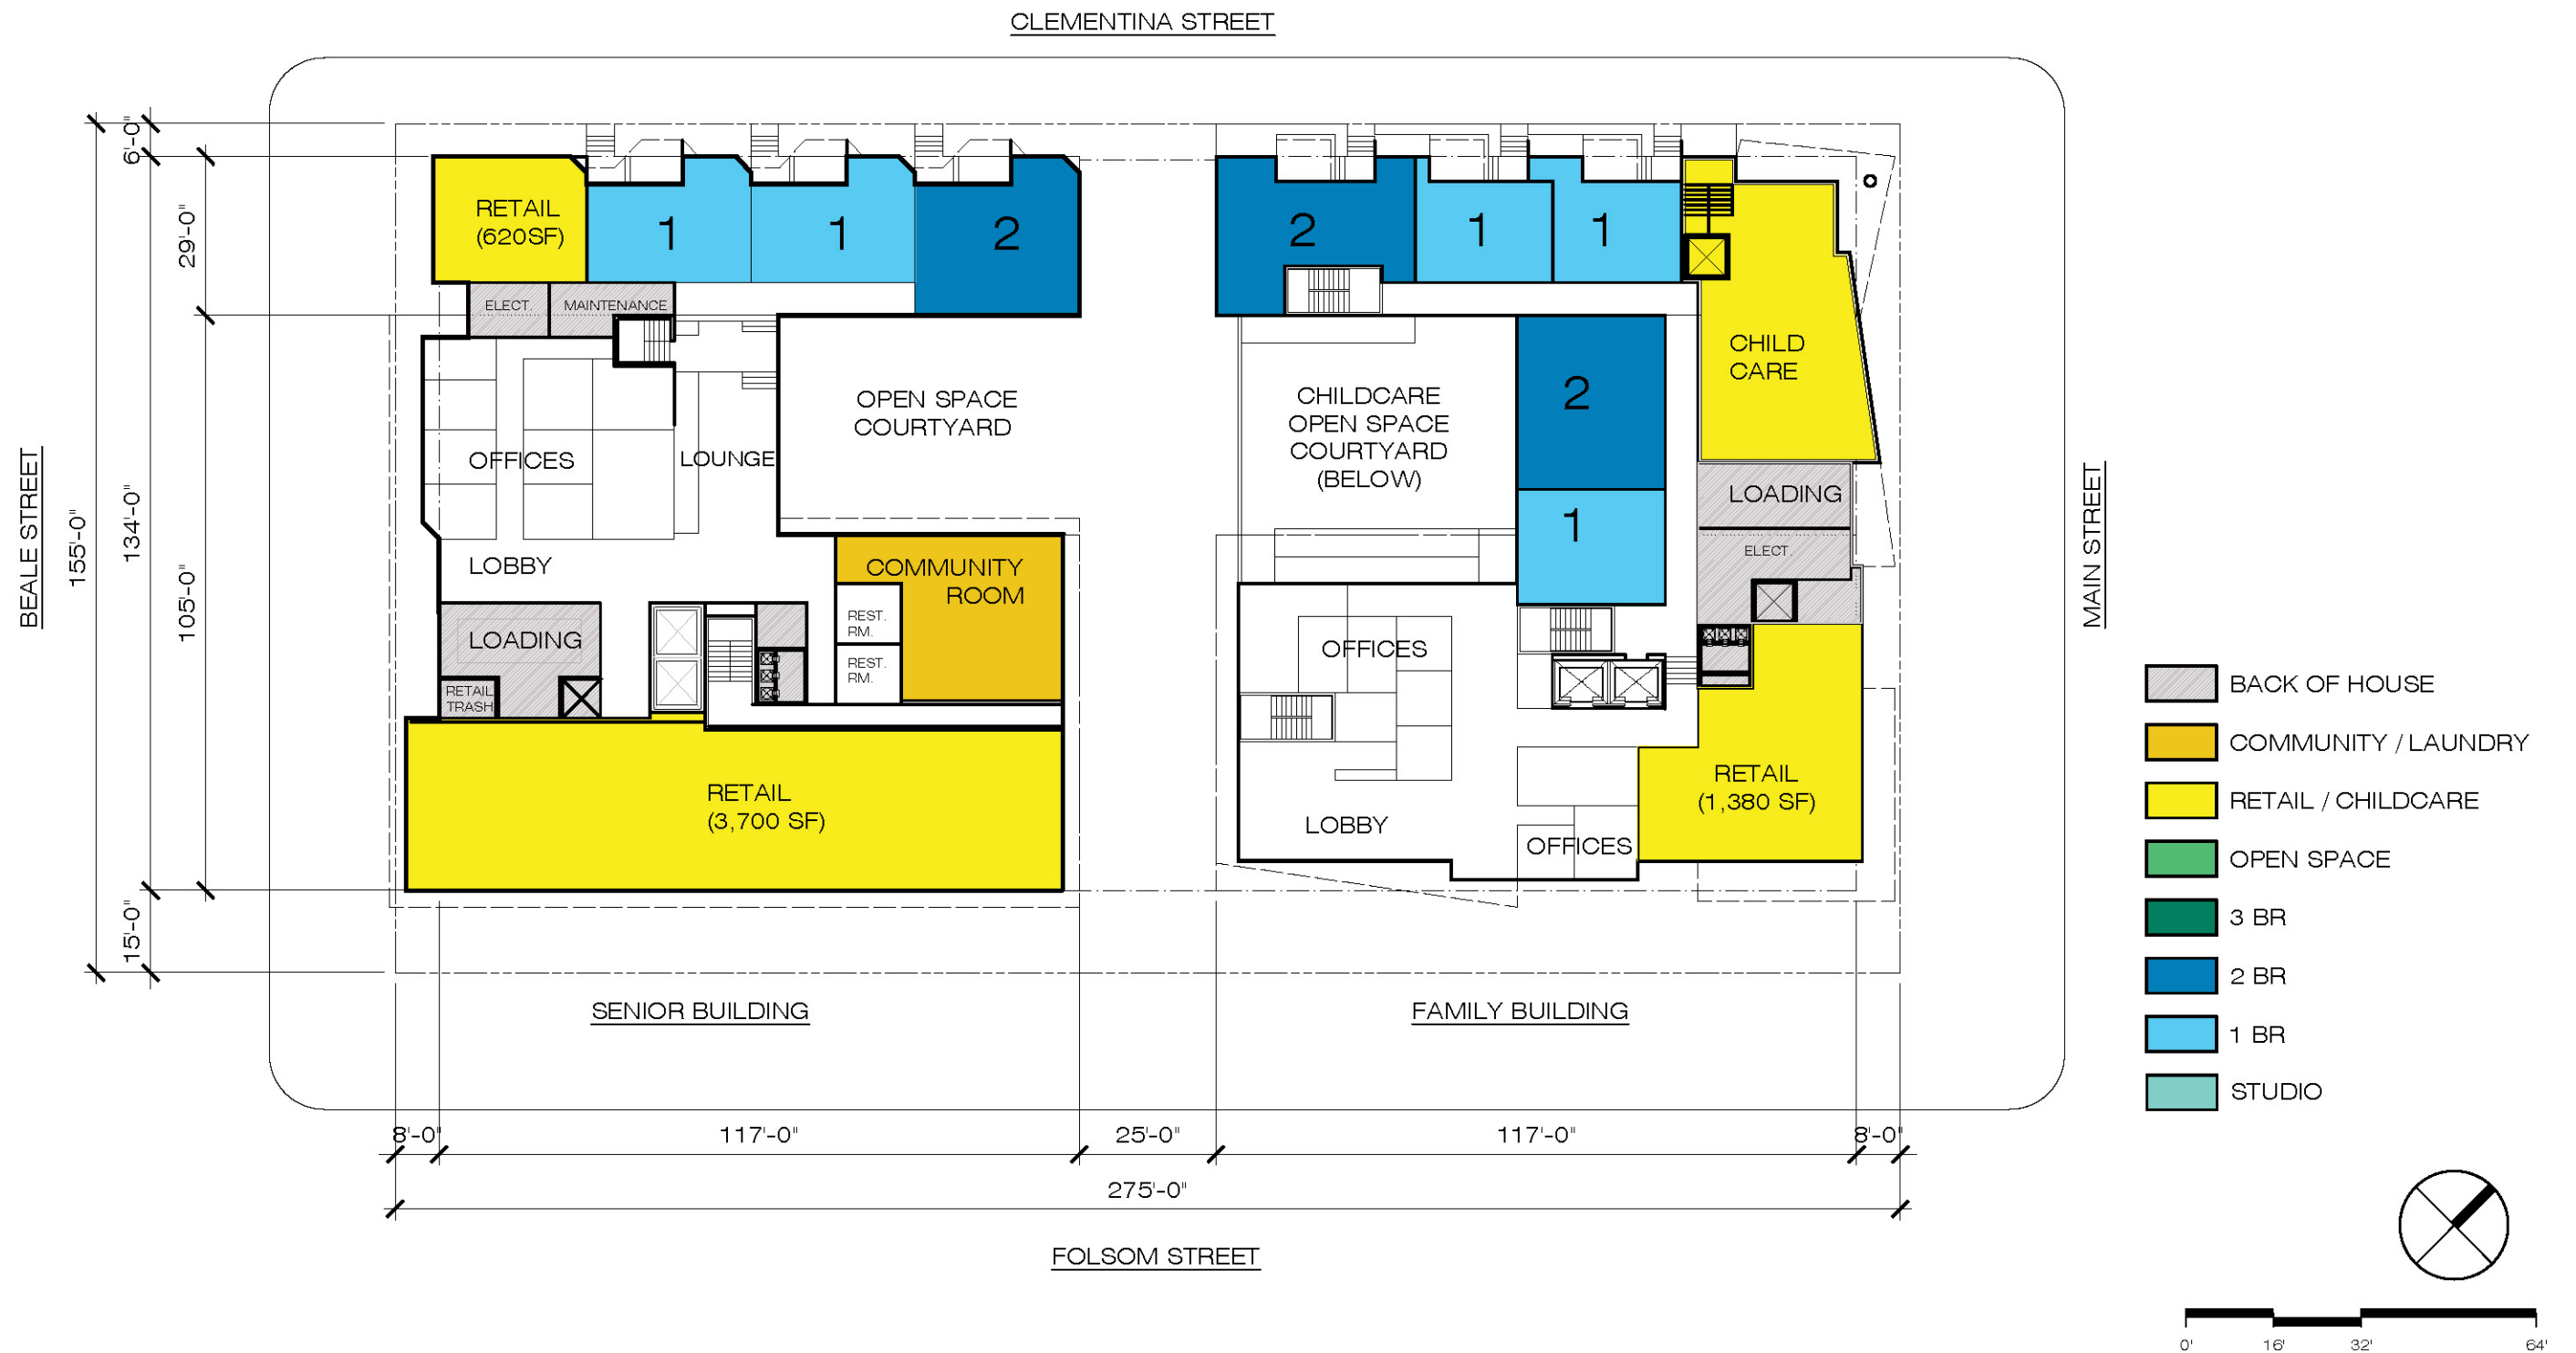 CLEMENTINA STREET
6'-0"
29'-0"
155'-0"
134'-0"
105'-0"
15'-0"
BEALE STREET
RETAIL
(620SF)
1
1
2
ELECT.
MAINTENANCE
OFFICES
LOUNGE
OPEN SPACE
COURTYARD
LOBBY
COMMUNITY
ROOM
LOADING
REST.
RM.
REST.
RM.
RETAIL
TRASH
RETAIL
(3,700 SF)
SENIOR BUILDING
2
1
1
CHILD
CARE
CHILDCARE
OPEN SPACE
COURTYARD
(BELOW)
2
1
LOADING
ELECT.
OFFICES
RETAIL
(1,380 SF)
LOBBY
OFFICES
FAMILY BUILDING
MAIN STREET
BACK OF HOUSE
COMMUNITY / LAUNDRY
RETAIL / CHILDCARE
OPEN SPACE
3 BR
2 BR
1 BR
STUDIO
8'-0"
117'-0"
25'-0"
117'-0"
8'-0"
275'-0"
FOLSOM STREET
0'
16'
32'
64'